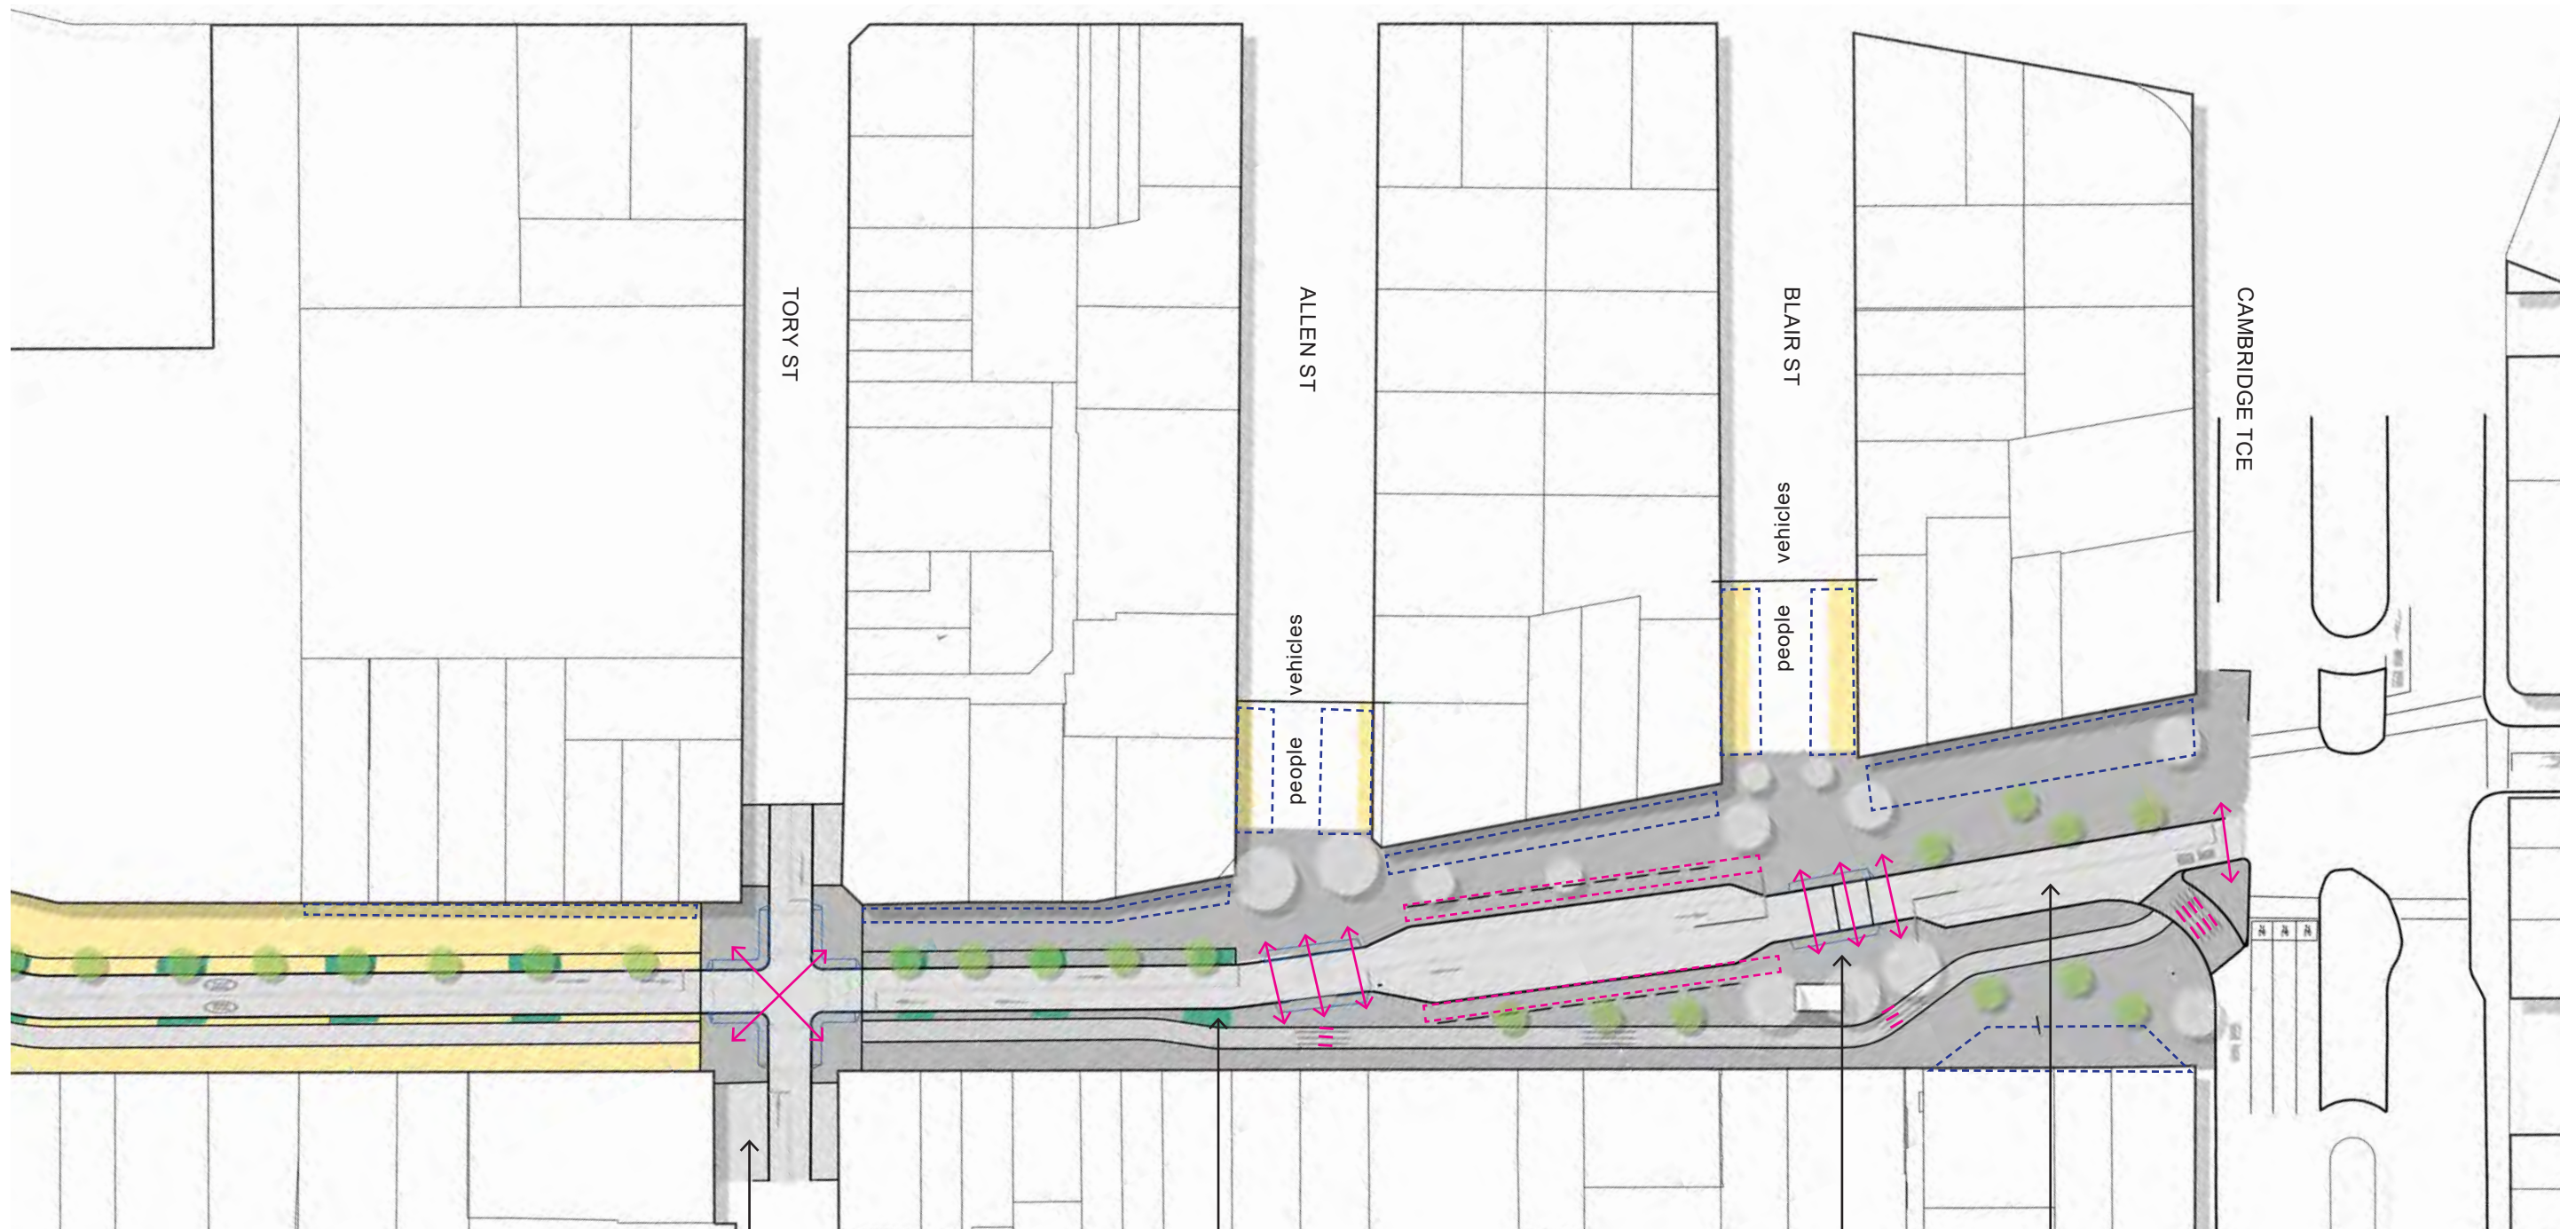 TORY ST
ALLEN ST
BLAIR ST
CAMBRIDGE TCE
vehicles
people
vehicles
people